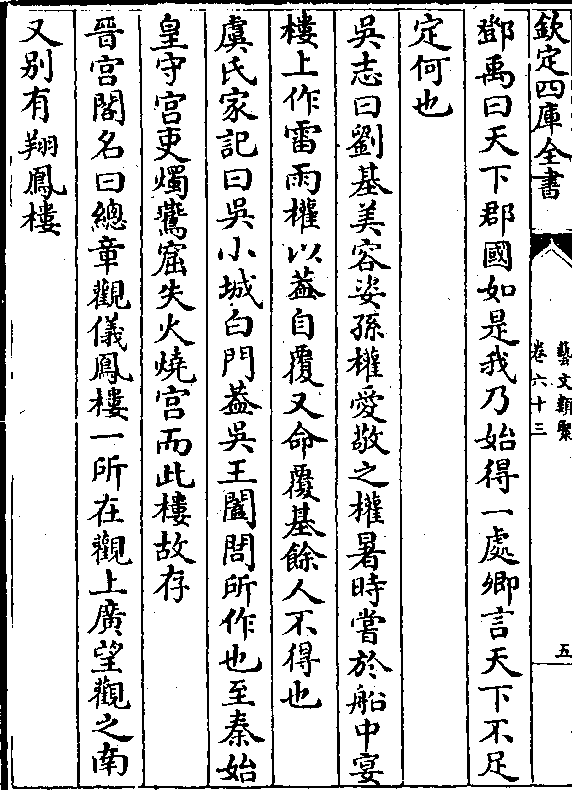 欽定四庫全書
藝文類聚
卷六十三
五
鄧禹曰天下郡國如是我乃始得一處卿言天下不足
定何也
吳志曰劉基美容姿孫權愛敬之權暑時嘗於船中宴
樓上作雷雨權以葢自覆又命覆基餘人不得也
虞氏家記曰吳小城白門葢吳王闔閭所作也至秦始
皇守宮吏燭鷰窟失火燒宮而此樓故存
晉宮閣名曰總章觀儀鳳樓一所在觀上廣望觀之南
又别有翔鳳樓